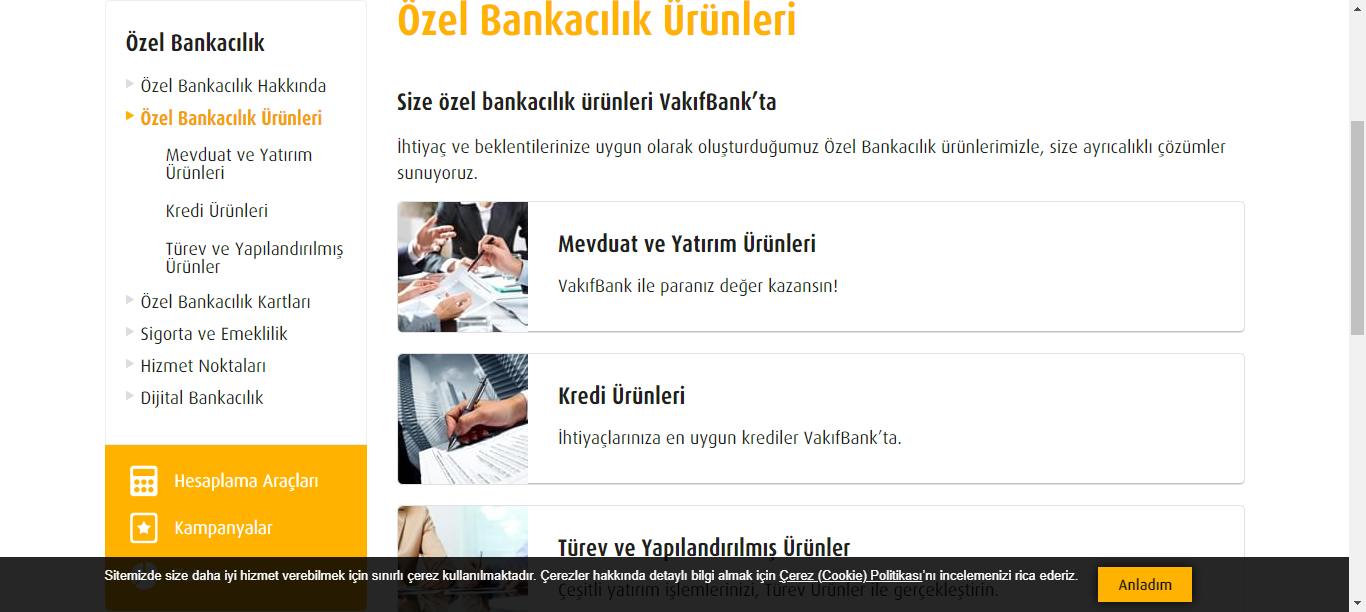 Özel Bankacılık
Özel Bankacılık Hakkında
Özel Bankacılık Ürünleri
Mevduat ve Yatırım
Ürünleri
Kredi Ürünleri
Türev ve Yapılandırılmış
Ürünler
Özel Bankacılık Kartları
Sigorta ve Emeklilik
Hizmet Noktaları
Dijital Bankacılık
Hesaplama Araçları
Kampanyalar
Özel Bankacılık Ürünleri
Size özel bankacılık ürünleri VakıfBank’ta
İhtiyaç ve beklentilerinize uygun olarak oluşturduğumuz Özel Bankacılık ürünlerimizle, size ayrıcalıklı çözümler
sunuyoruz.
Mevduat ve Yatırım Ürünleri
VakıfBank ile paranız değer kazansın!
Kredi Ürünleri
İhtiyaçlarınıza en uygun krediler VakıfBank’ta.
Türev ve Yapılandırılmış Ürünler
Çeşitli yatırım işlemlerinizi, Türev Ürünler ile gerçekleştirin.
Sitemizde size daha iyi hizmet verebilmek için sınırlı çerez kullanılmaktadır. Çerezler hakkında detaylı bilgi almak için Çerez (Cookie) Politikası'nı incelemenizi rica ederiz.
Anladım